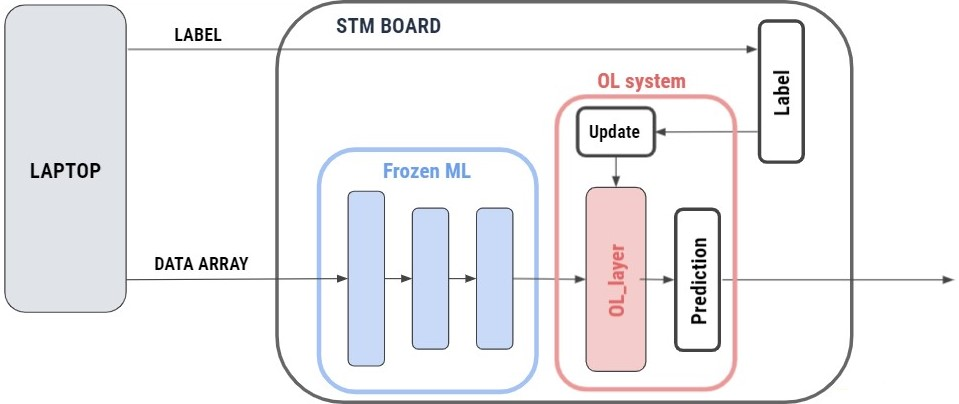 LABEL
STM BOARD
Label
OL system
Update
Frozen ML
LAPTOP
DATA ARRAY
OL_layer
Prediction